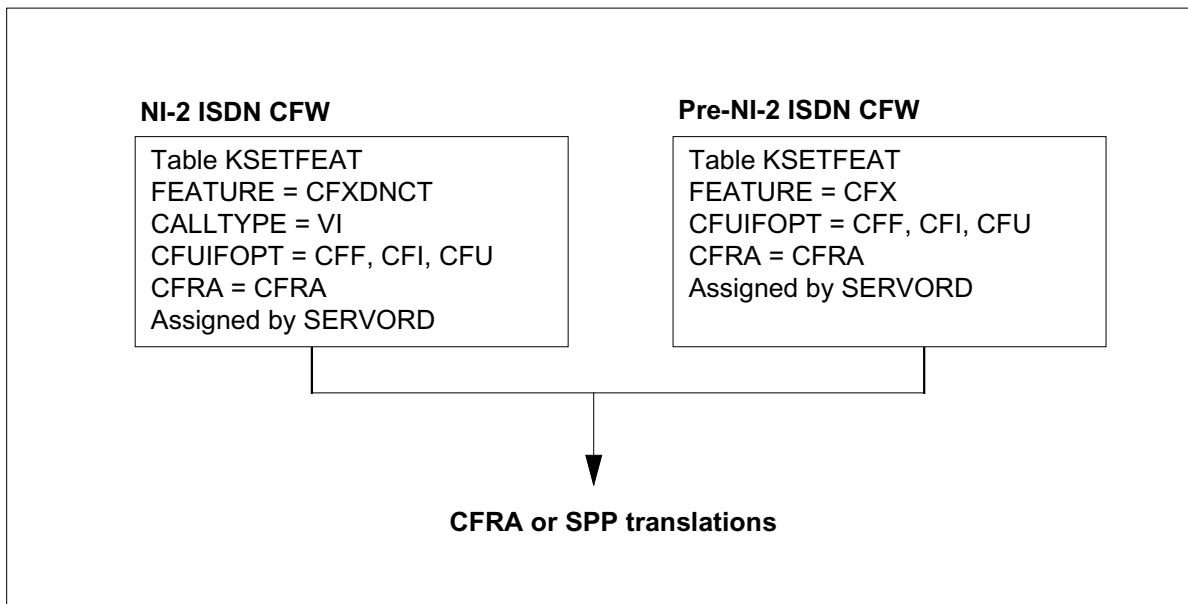 NI-2 ISDN CFW
Table KSETFEAT
FEATURE = CFXDNCT
CALLTYPE = VI
CFUIFOPT = CFF, CFI, CFU
CFRA = CFRA
Assigned by SERVORD
Pre-NI-2 ISDN CFW
Table KSETFEAT
FEATURE = CFX
CFUIFOPT = CFF, CFI, CFU
CFRA = CFRA
Assigned by SERVORD
CFRA or SPP translations